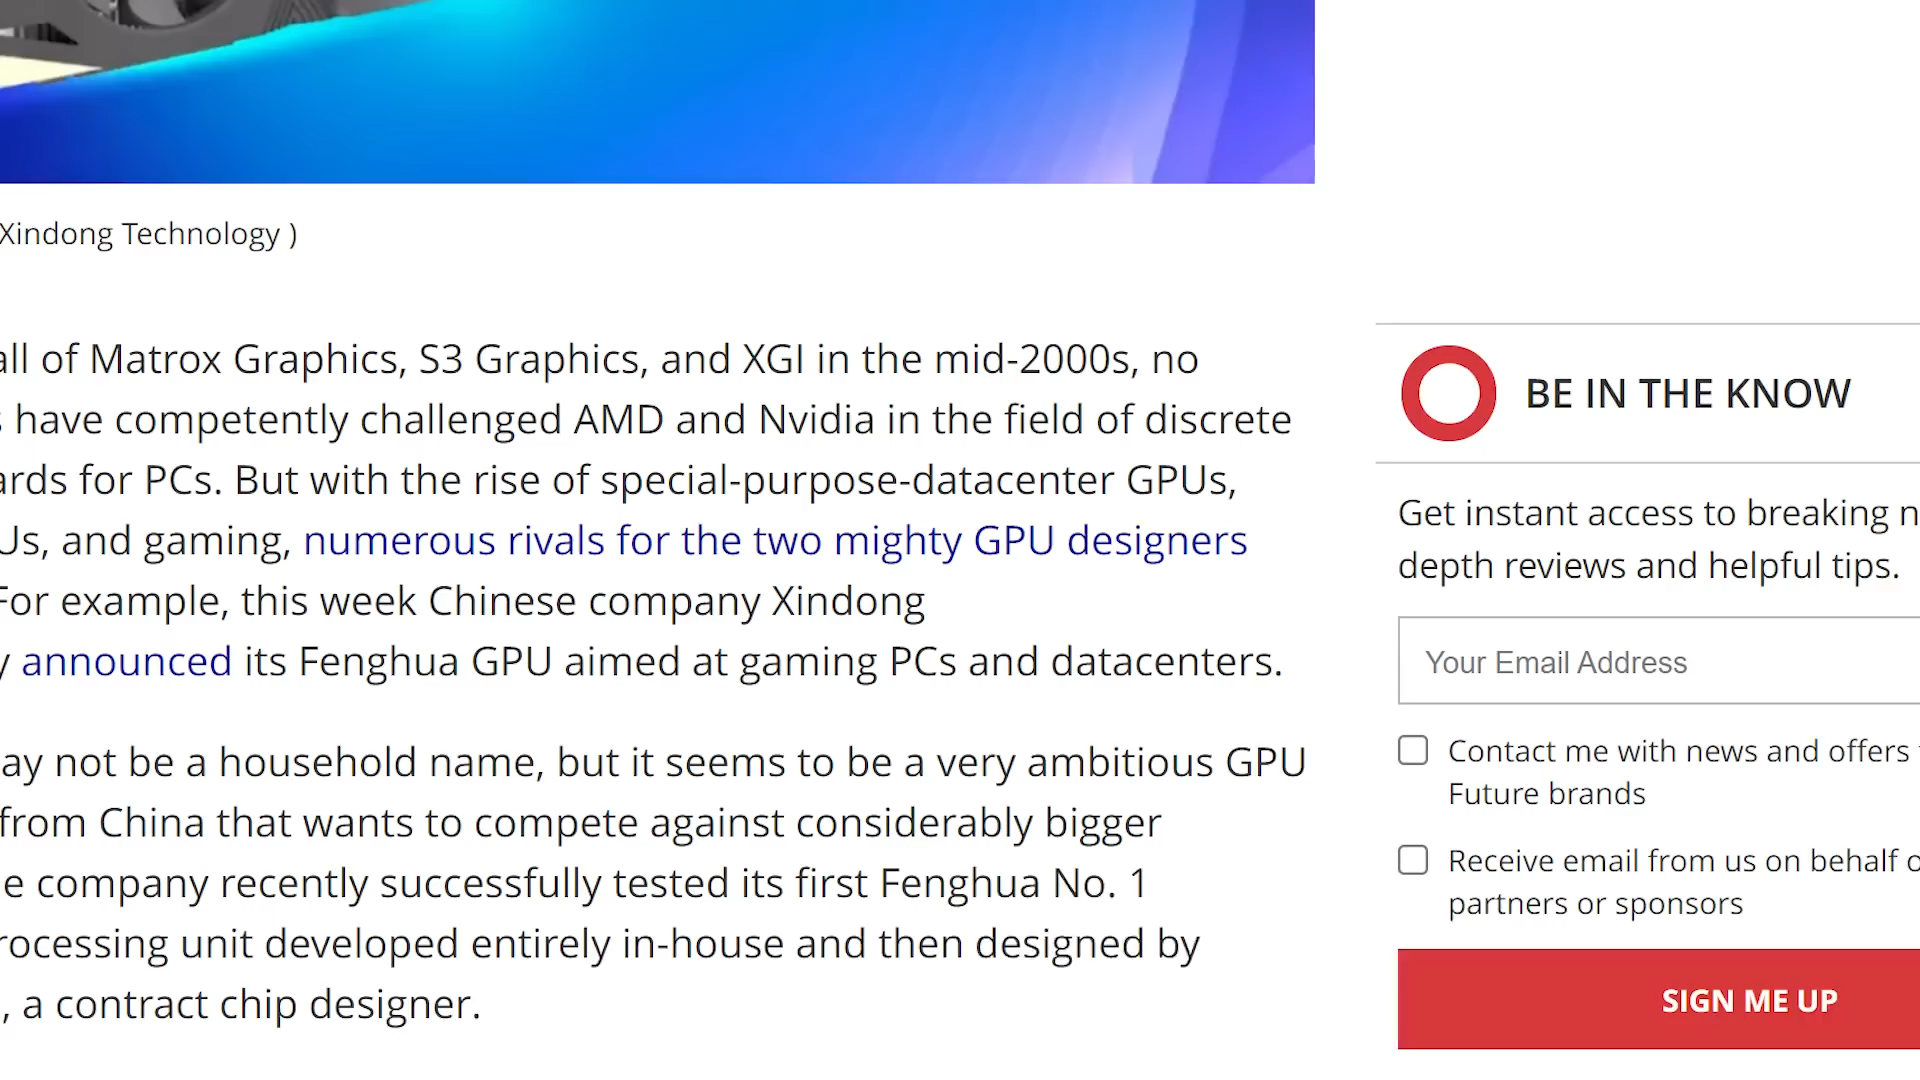 Xindong Technology )
all of Matrox Graphics, S3 Graphics, and XGI in the mid-2000s, no
have competently challenged AMD and Nvidia in the field of discrete
ards for PCs. But with the rise of special-purpose-datacenter GPUs,
Us, and gaming, numerous rivals for the two mighty GPU designers
For example, this week Chinese company Xindong
y announced its Fenghua GPU aimed at gaming PCs and datacenters.
ay not be a household name, but it seems to be a very ambitious GPU
from China that wants to compete against considerably bigger
e company recently successfully tested its first Fenghua No. 1
rocessing unit developed entirely in-house and then designed by
, a contract chip designer.
BE IN THE KNOW
Get instant access to breaking n
depth reviews and helpful tips.
Your Email Address
Contact me with news and offers
Future brands
Receive email from us on behalf o
partners or sponsors
SIGN ME UP